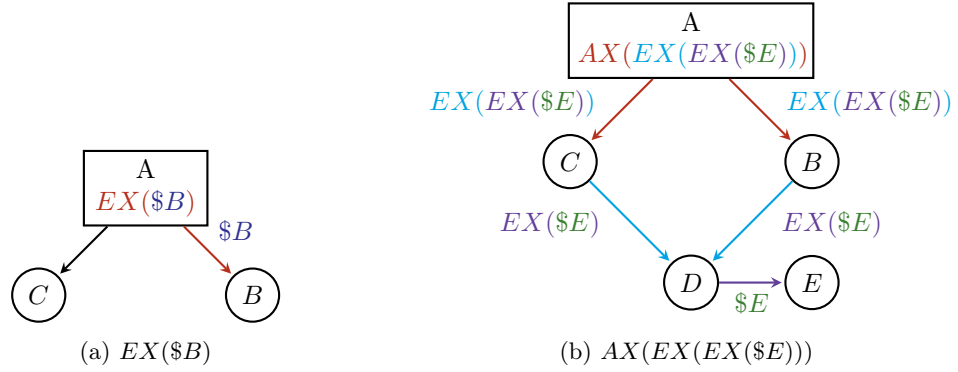 A
EX($B)
$B
C
B
(a) EX($B)
A
AX(EX(EX($E)))
EX(EX($E))
EX(EX($E))
C
B
EX($E)
EX($E)
D
E
$E
(b) AX(EX(EX($E)))